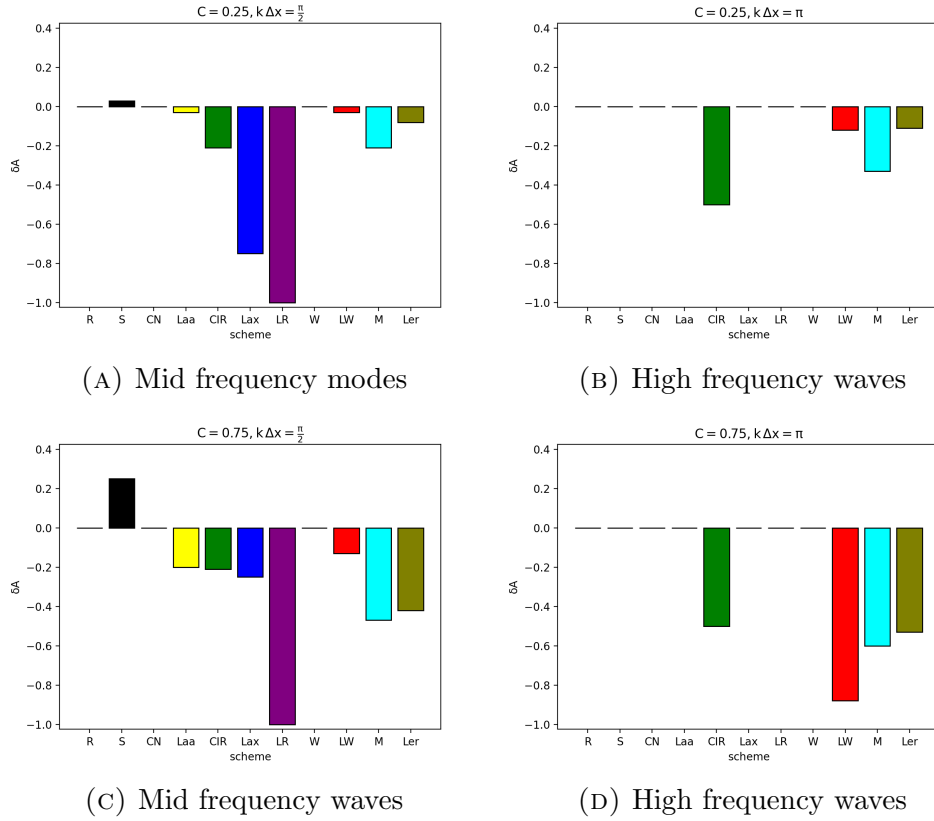 C = 0.25, k Δx = π/2
C = 0.25, k Δx = π
0.4
0.2
0.0
−0.2
−0.4
−0.6
−0.8
−1.0
δA
R S CN Laa CIR Lax LR W LW M Ler
scheme
0.4
0.2
0.0
−0.2
−0.4
−0.6
−0.8
−1.0
δA
R S CN Laa CIR Lax LR W LW M Ler
scheme
(A) Mid frequency modes
(B) High frequency waves
C = 0.75, k Δx = π/2
C = 0.75, k Δx = π
0.4
0.2
0.0
−0.2
−0.4
−0.6
−0.8
−1.0
δA
R S CN Laa CIR Lax LR W LW M Ler
scheme
0.4
0.2
0.0
−0.2
−0.4
−0.6
−0.8
−1.0
δA
R S CN Laa CIR Lax LR W LW M Ler
scheme
(C) Mid frequency waves
(D) High frequency waves